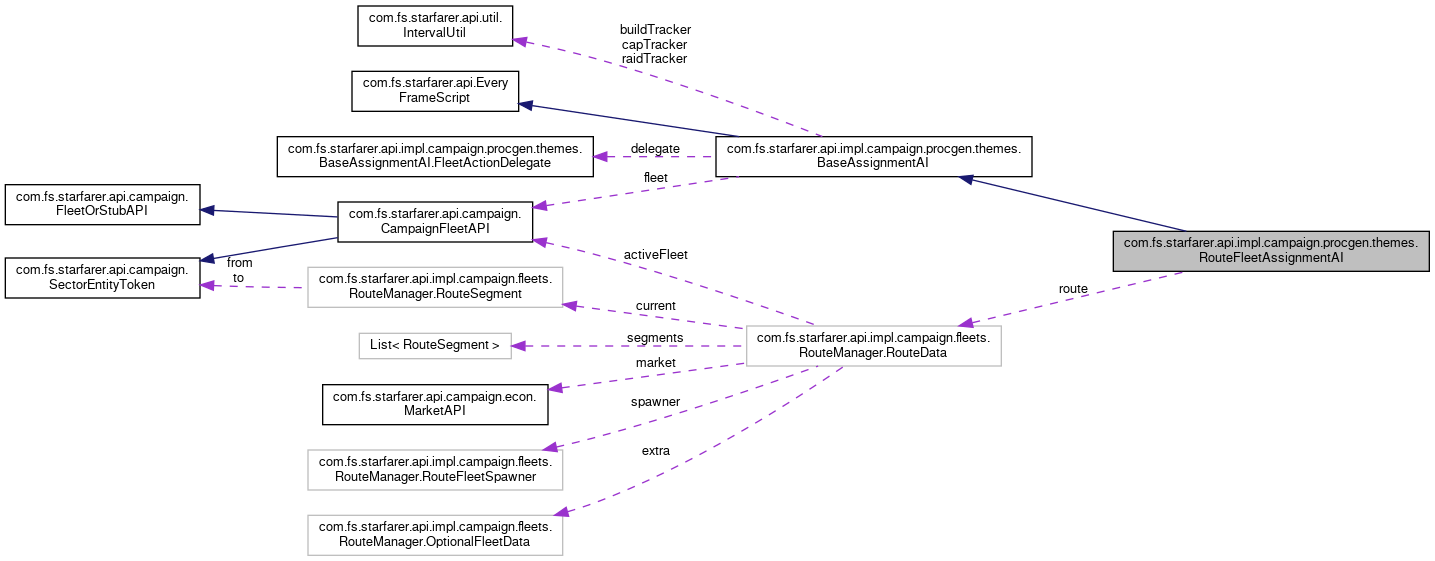 com.fs.starfarer.api.util.
IntervalUtil
buildTracker
capTracker
raidTracker
com.fs.starfarer.api.Every
FrameScript
com.fs.starfarer.api.impl.campaign.procgen.themes.
BaseAssignmentAI.FleetActionDelegate
delegate
com.fs.starfarer.api.impl.campaign.procgen.themes.
BaseAssignmentAI
fleet
com.fs.starfarer.api.campaign.
FleetOrStubAPI
com.fs.starfarer.api.campaign.
CampaignFleetAPI
com.fs.starfarer.api.impl.campaign.procgen.themes.
RouteFleetAssignmentAI
activeFleet
com.fs.starfarer.api.campaign.
SectorEntityToken
from
to
com.fs.starfarer.api.impl.campaign.fleets.
RouteManager.RouteSegment
route
current
List< RouteSegment >
segments
com.fs.starfarer.api.impl.campaign.fleets.
RouteManager.RouteData
market
com.fs.starfarer.api.campaign.econ.
MarketAPI
spawner
com.fs.starfarer.api.impl.campaign.fleets.
RouteManager.RouteFleetSpawner
extra
com.fs.starfarer.api.impl.campaign.fleets.
RouteManager.OptionalFleetData